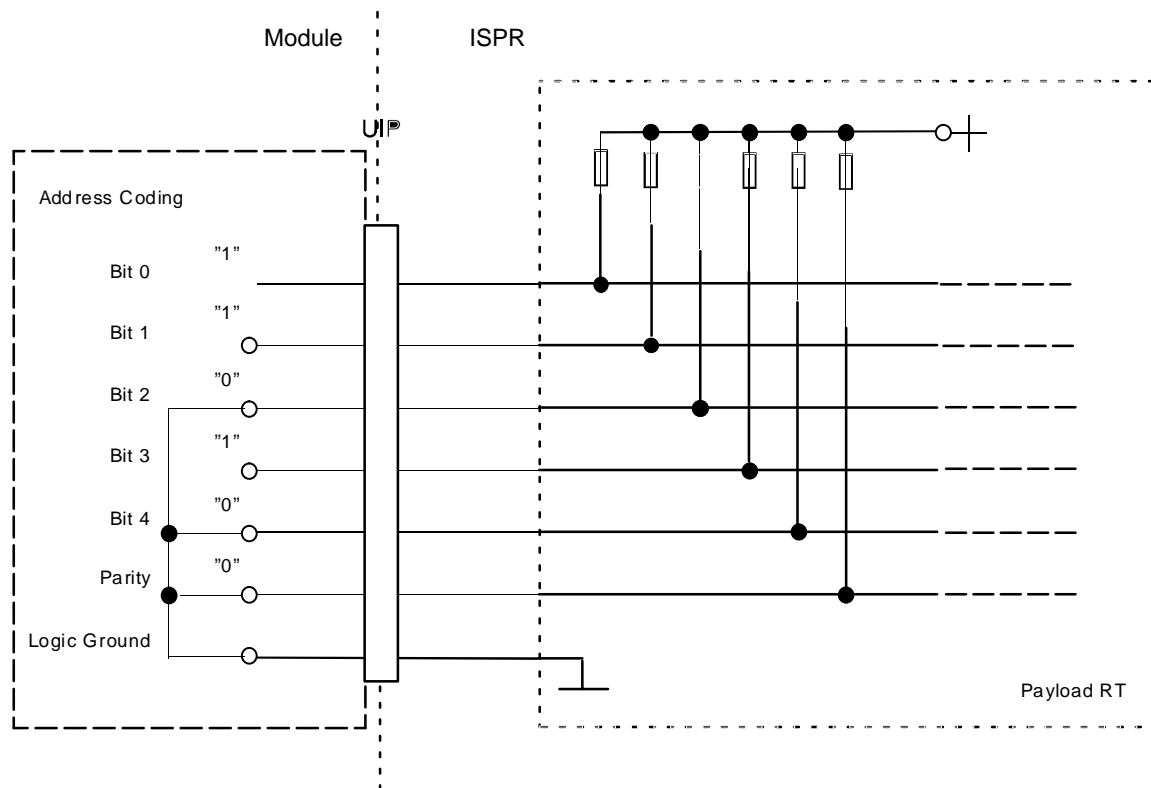 Module
ISPR
UIP
Address Coding
Bit 0 "1"
Bit 1 "1"
Bit 2 "0"
Bit 3 "1"
Bit 4 "0"
Parity "0"
Logic Ground
Payload RT